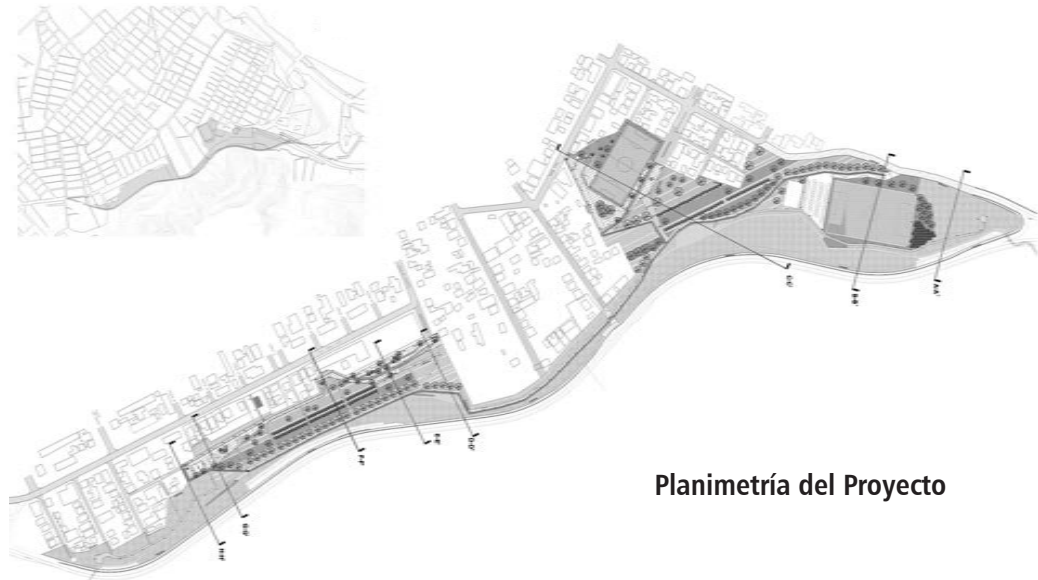 C-C'
B-B'
A-A'
D-D'
E-E'
F-F'
G-G'
H-H'
Planimetría del Proyecto